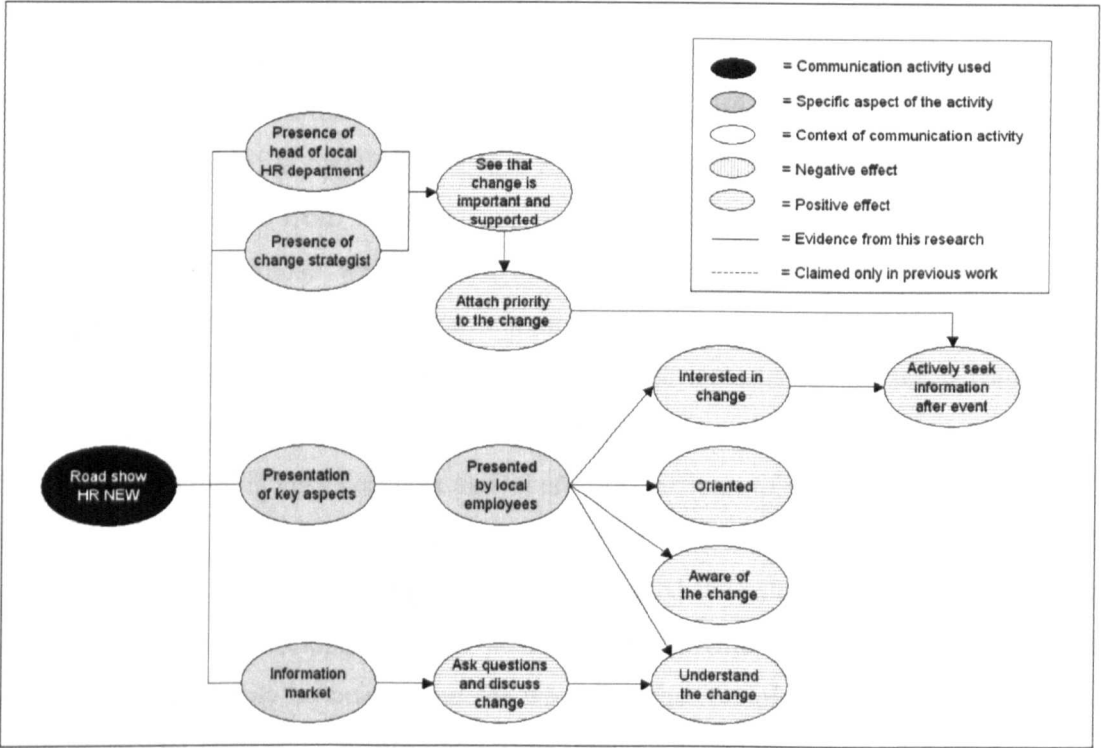 = Communication activity used
= Specific aspect of the activity
= Context of communication activity
= Negative effect
= Positive effect
= Evidence from this research
= Claimed only in previous work
Presence of
head of local
HR department
See that
change is
important and
supported
Presence of
change strategist
Attach priority
to the change
Interested in
change
Actively seek
information
after event
Road show
HR NEW
Presentation
of key aspects
Presented
by local
employees
Oriented
Aware of
the change
Information
market
Ask questions
and discuss
change
Understand
the change